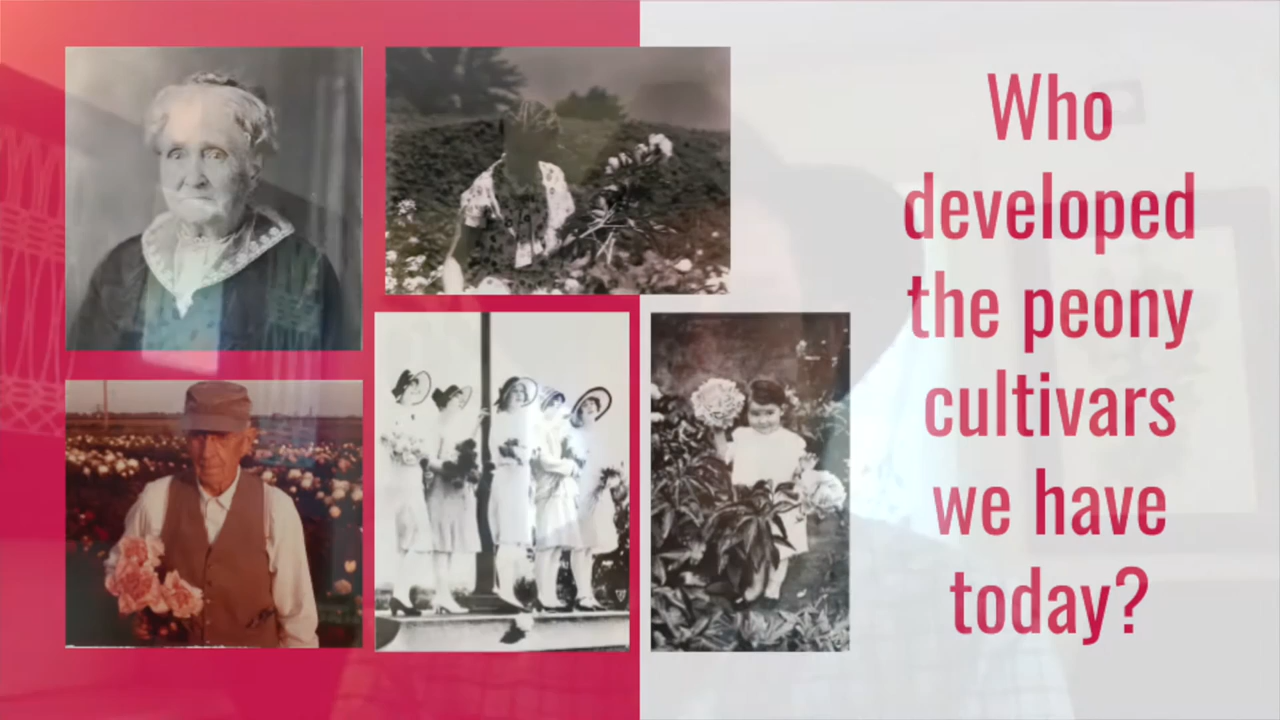 Who
developed
the peony
cultivars
we have
today?